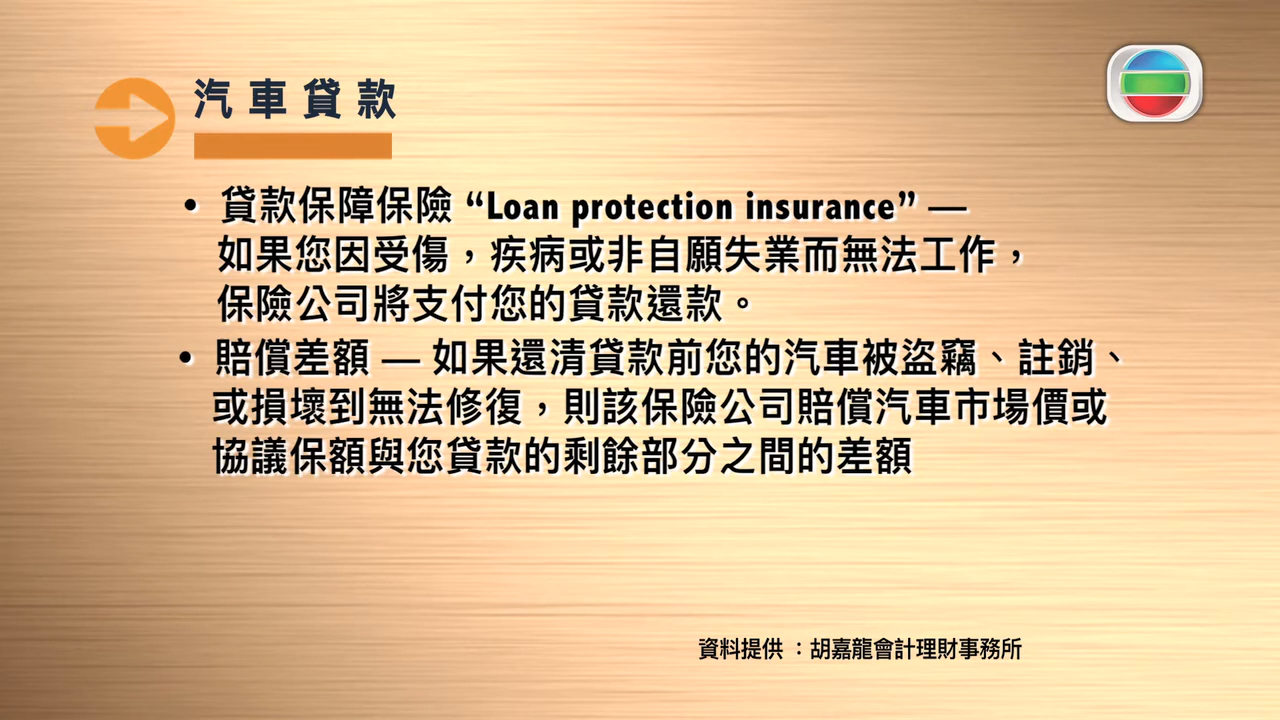 汽車貸款
• 貸款保障保險 “Loan protection insurance” —
如果您因受傷，疾病或非自願失業而無法工作，
保險公司將支付您的貸款還款。
• 賠償差額 — 如果還清貸款前您的汽車被盜竊、註銷、
或損壞到無法修復，則該保險公司賠償汽車市場價或
協議保額與您貸款的剩餘部分之間的差額
資料提供 ：胡嘉龍會計理財事務所